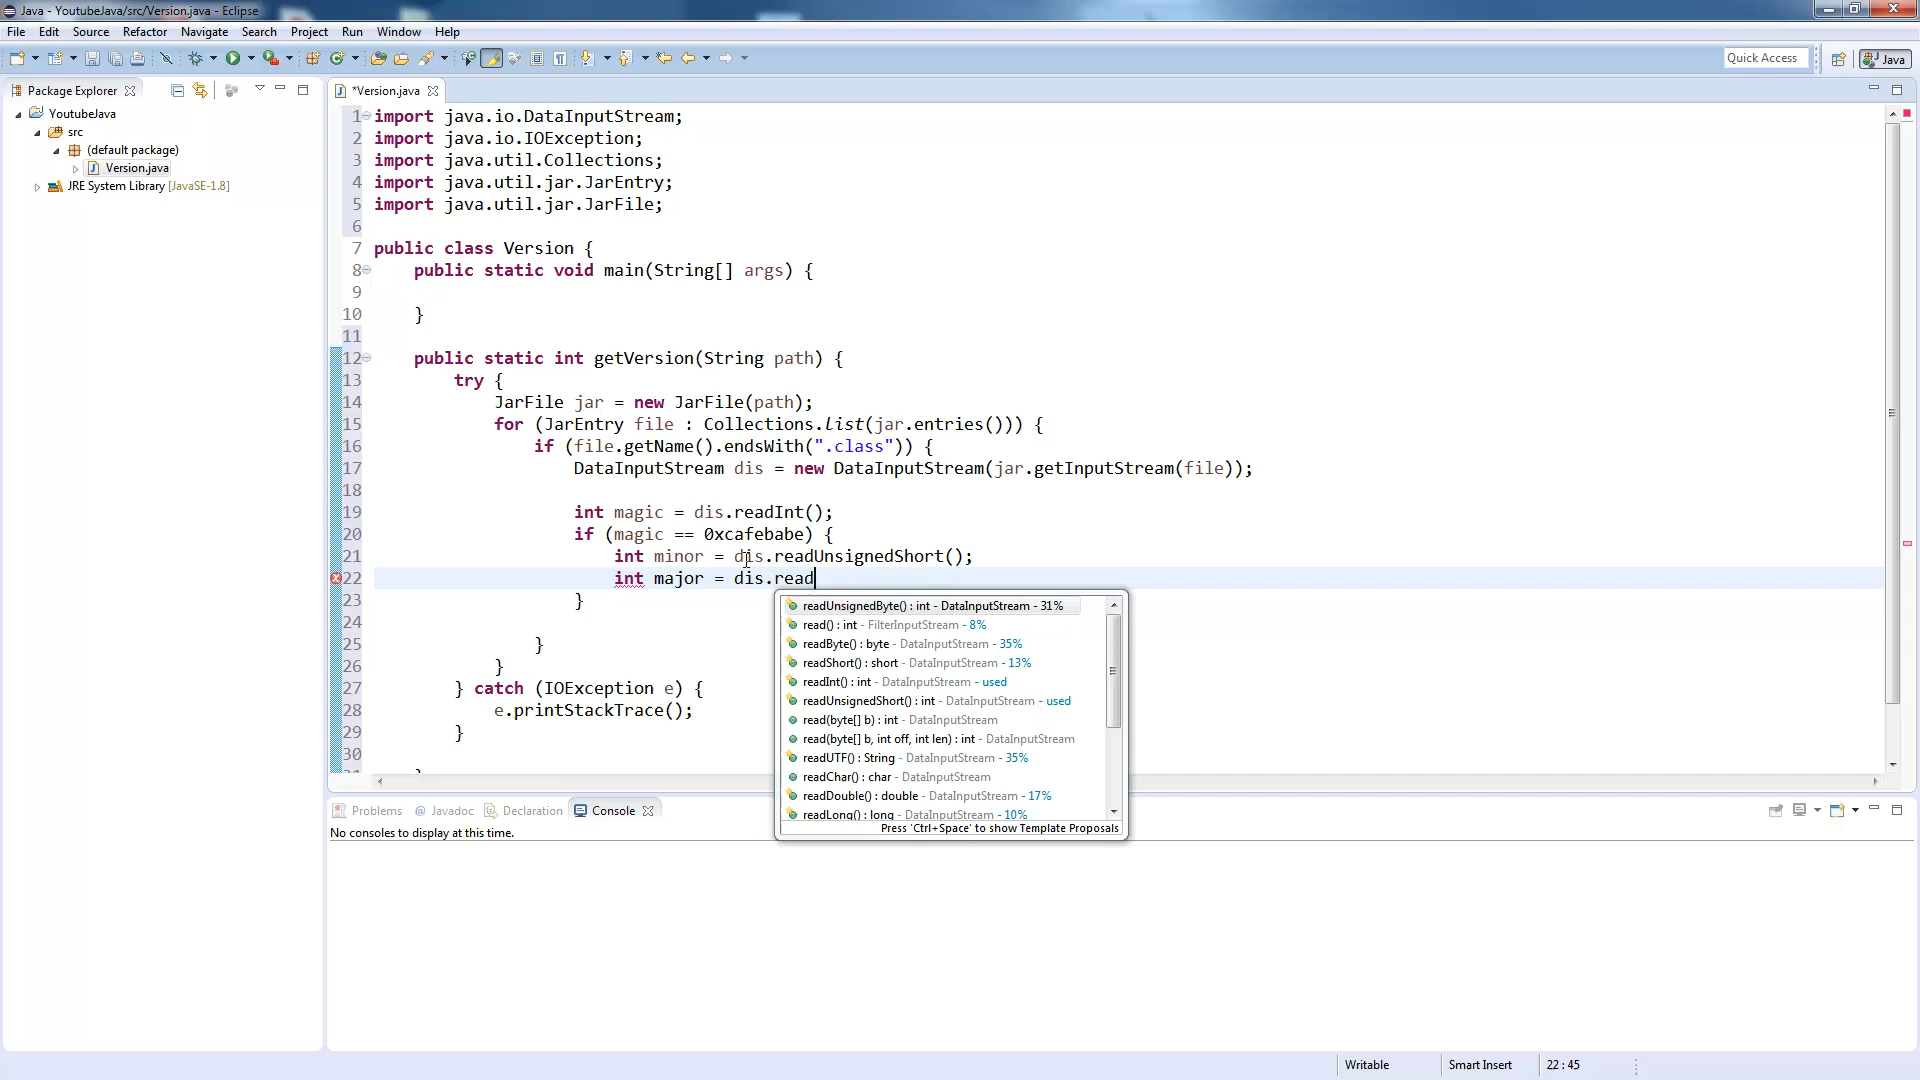 Java - YoutubeJava/src/Version.java - Eclipse
File Edit Source Refactor Navigate Search Project Run Window Help
Quick Access Java
Package Explorer
YoutubeJava
src
(default package)
Version.java
JRE System Library [JavaSE-1.8]
*Version.java
1 import java.io.DataInputStream;
2 import java.io.IOException;
3 import java.util.Collections;
4 import java.util.jar.JarEntry;
5 import java.util.jar.JarFile;
6
7 public class Version {
8 public static void main(String[] args) {
9
10 }
11
12 public static int getVersion(String path) {
13 try {
14 JarFile jar = new JarFile(path);
15 for (JarEntry file : Collections.list(jar.entries())) {
16 if (file.getName().endsWith(".class")) {
17 DataInputStream dis = new DataInputStream(jar.getInputStream(file));
18
19 int magic = dis.readInt();
20 if (magic == 0xcafebabe) {
21 int minor = dis.readUnsignedShort();
22 int major = dis.read
23 }
24
25 }
26 }
27 } catch (IOException e) {
28 e.printStackTrace();
29 }
30
readUnsignedByte() : int - DataInputStream - 31%
read() : int - FilterInputStream - 8%
readByte() : byte - DataInputStream - 35%
readShort() : short - DataInputStream - 13%
readInt() : int - DataInputStream - used
readUnsignedShort() : int - DataInputStream - used
read(byte[] b) : int - DataInputStream
read(byte[] b, int off, int len) : int - DataInputStream
readUTF() : String - DataInputStream - 35%
readChar() : char - DataInputStream
readDouble() : double - DataInputStream - 17%
readLong() : long - DataInputStream - 10%
Press 'Ctrl+Space' to show Template Proposals
Problems @ Javadoc Declaration Console
No consoles to display at this time.
Writable Smart Insert 22 : 45